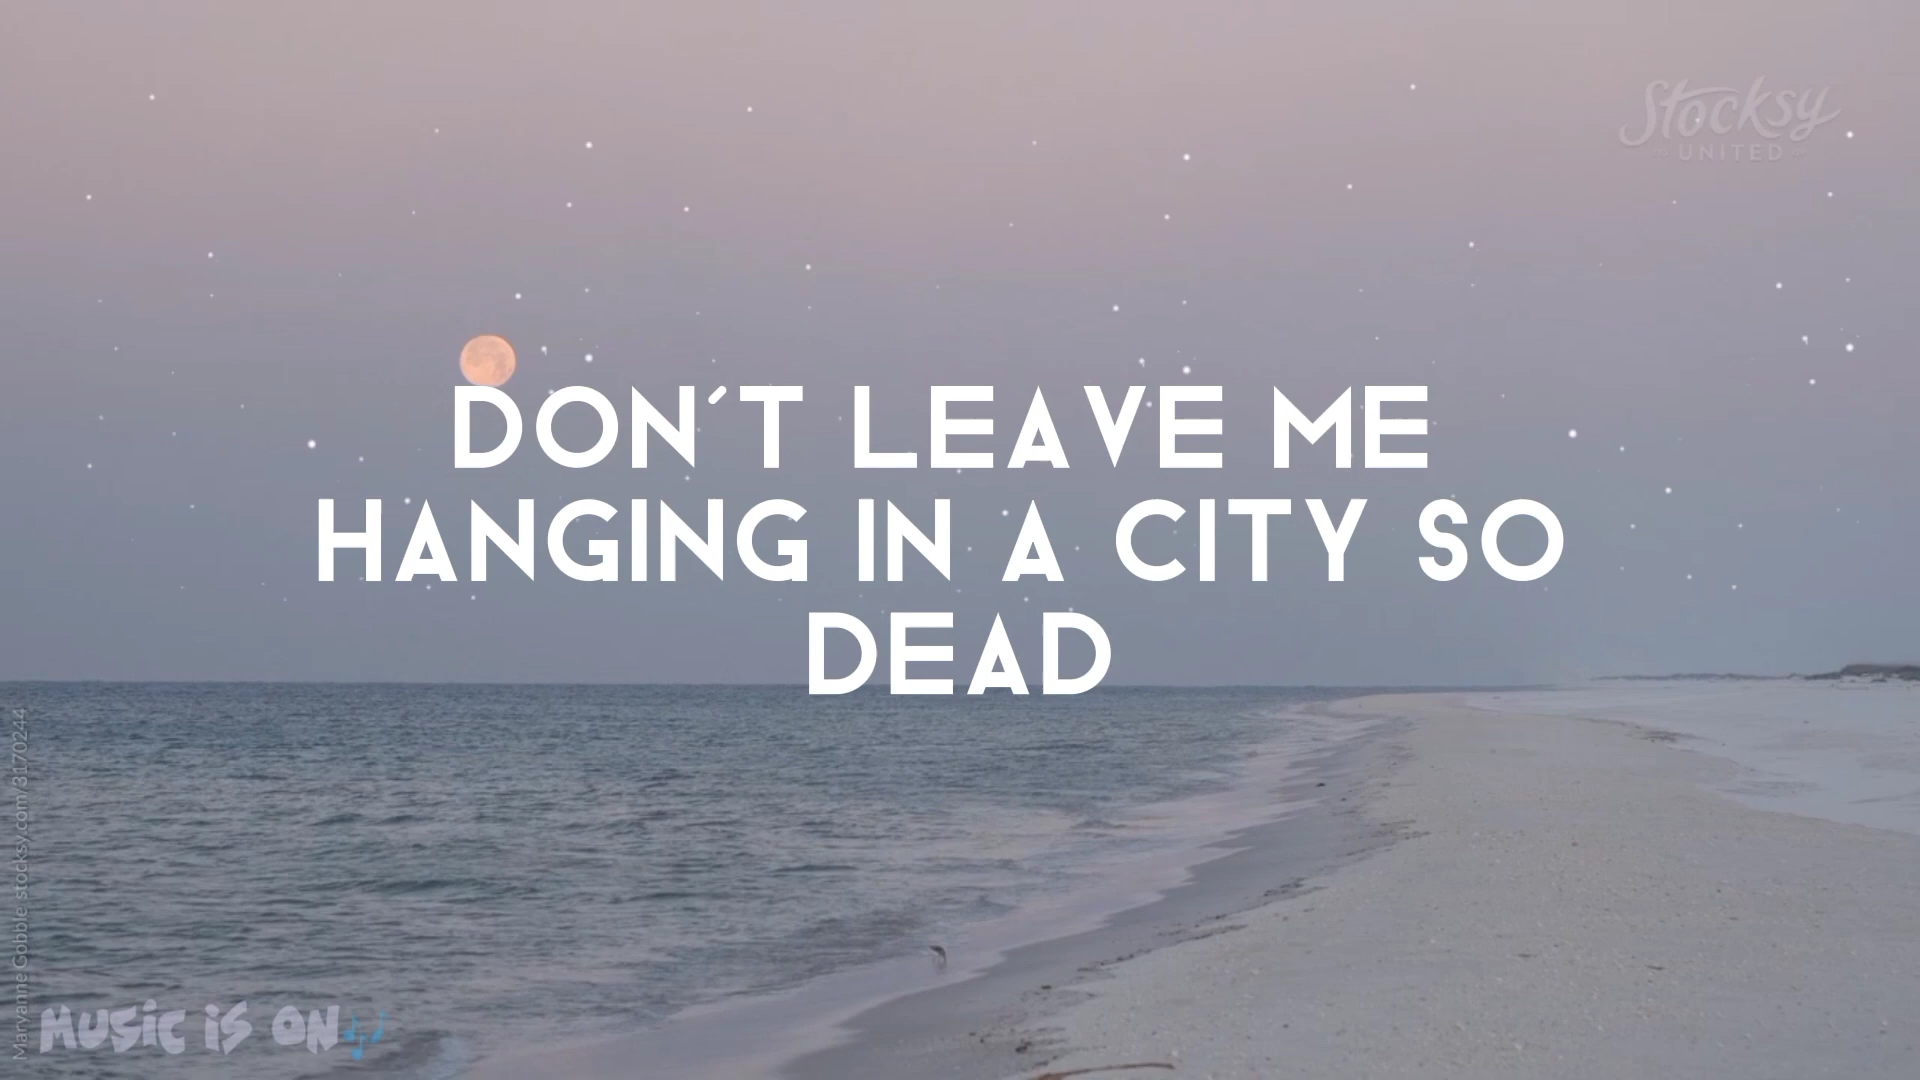 Stocksy
UNITED
DON´T LEAVE ME
HANGING IN A CITY SO
DEAD
Maryanne Gobble stocksy.com/3170244
MUSIC IS ON